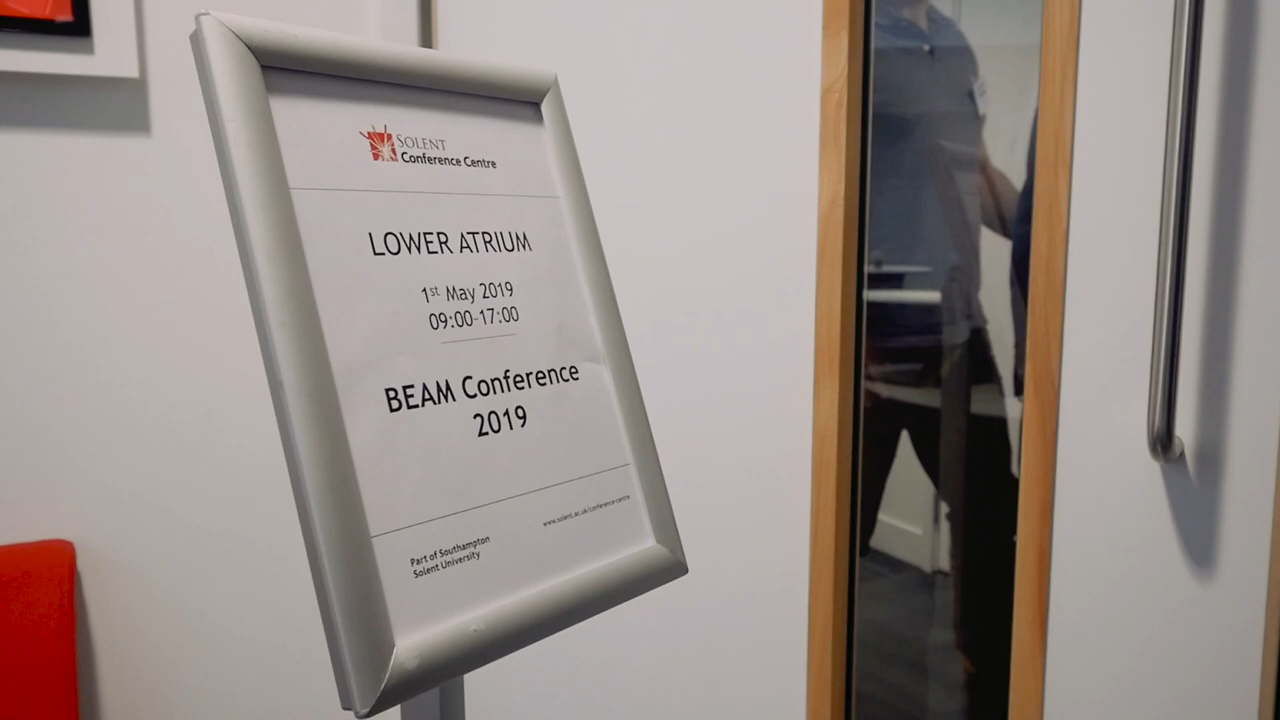 SOLENT
Conference Centre
LOWER ATRIUM
1st May 2019
09:00-17:00
BEAM Conference
2019
www.solent.ac.uk/conference-centre
Part of Southampton
Solent University